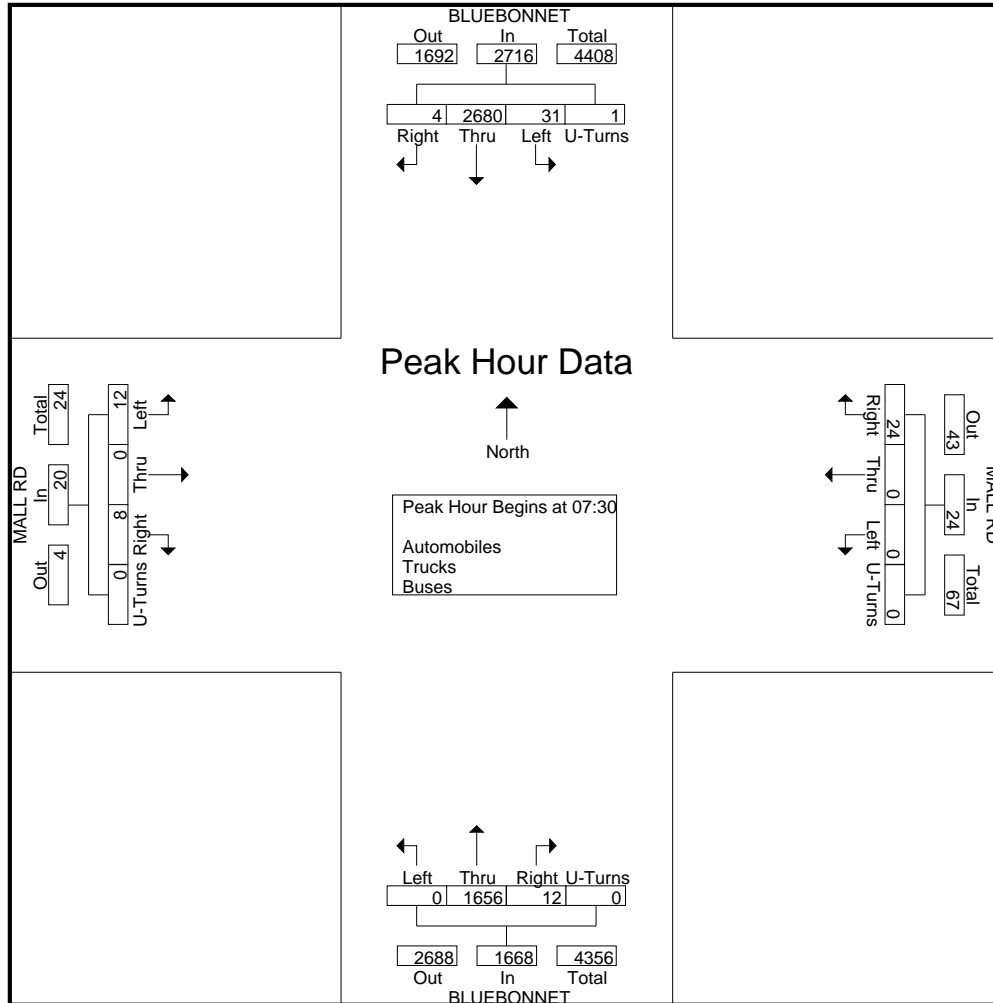 BLUEBONNET
Out In Total
1692 2716 4408
4 2680 31 1
Right Thru Left U-Turns
Peak Hour Data
North
Peak Hour Begins at 07:30
Automobiles
Trucks
Buses
MALL RD
Total In Out
24 20 4
12 0 8 0
Left Thru Right U-Turns
MALL RD
Out In Total
43 24 67
24 0 0 0
Right Thru Left U-Turns
Left Thru Right U-Turns
0 1656 12 0
2688 1668 4356
Out In Total
BLUEBONNET